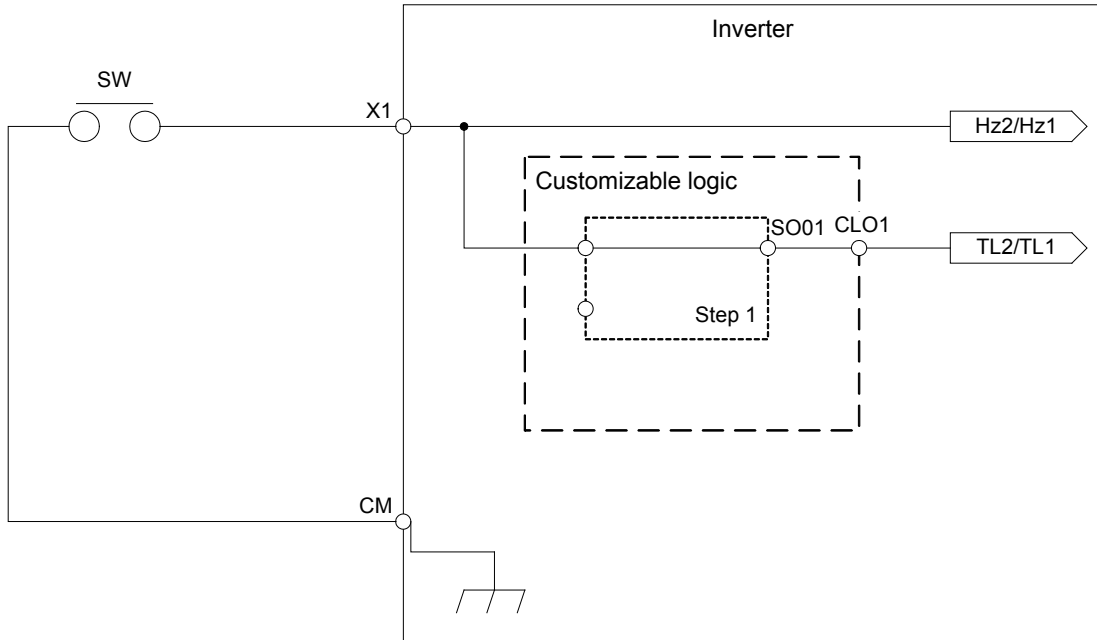 Inverter
SW
X1
Hz2/Hz1
Customizable logic
SO01
CLO1
TL2/TL1
Step 1
CM